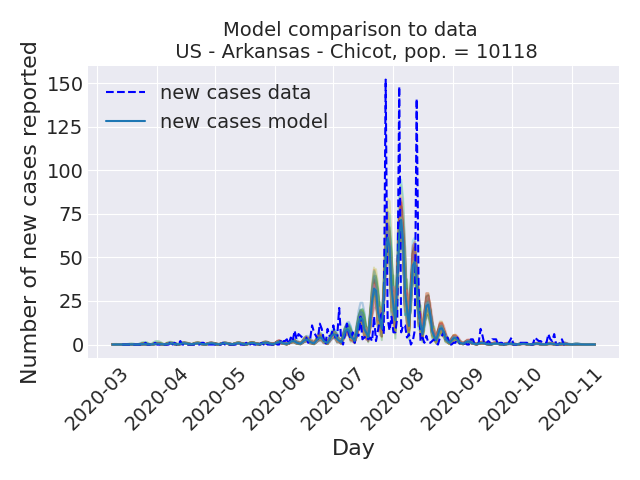 Model comparison to data
US - Arkansas - Chicot, pop. = 10118
Number of new cases reported
150
125
100
75
50
25
0
new cases data
new cases model
2020-03
2020-04
2020-05
2020-06
2020-07
2020-08
2020-09
2020-10
2020-11
Day